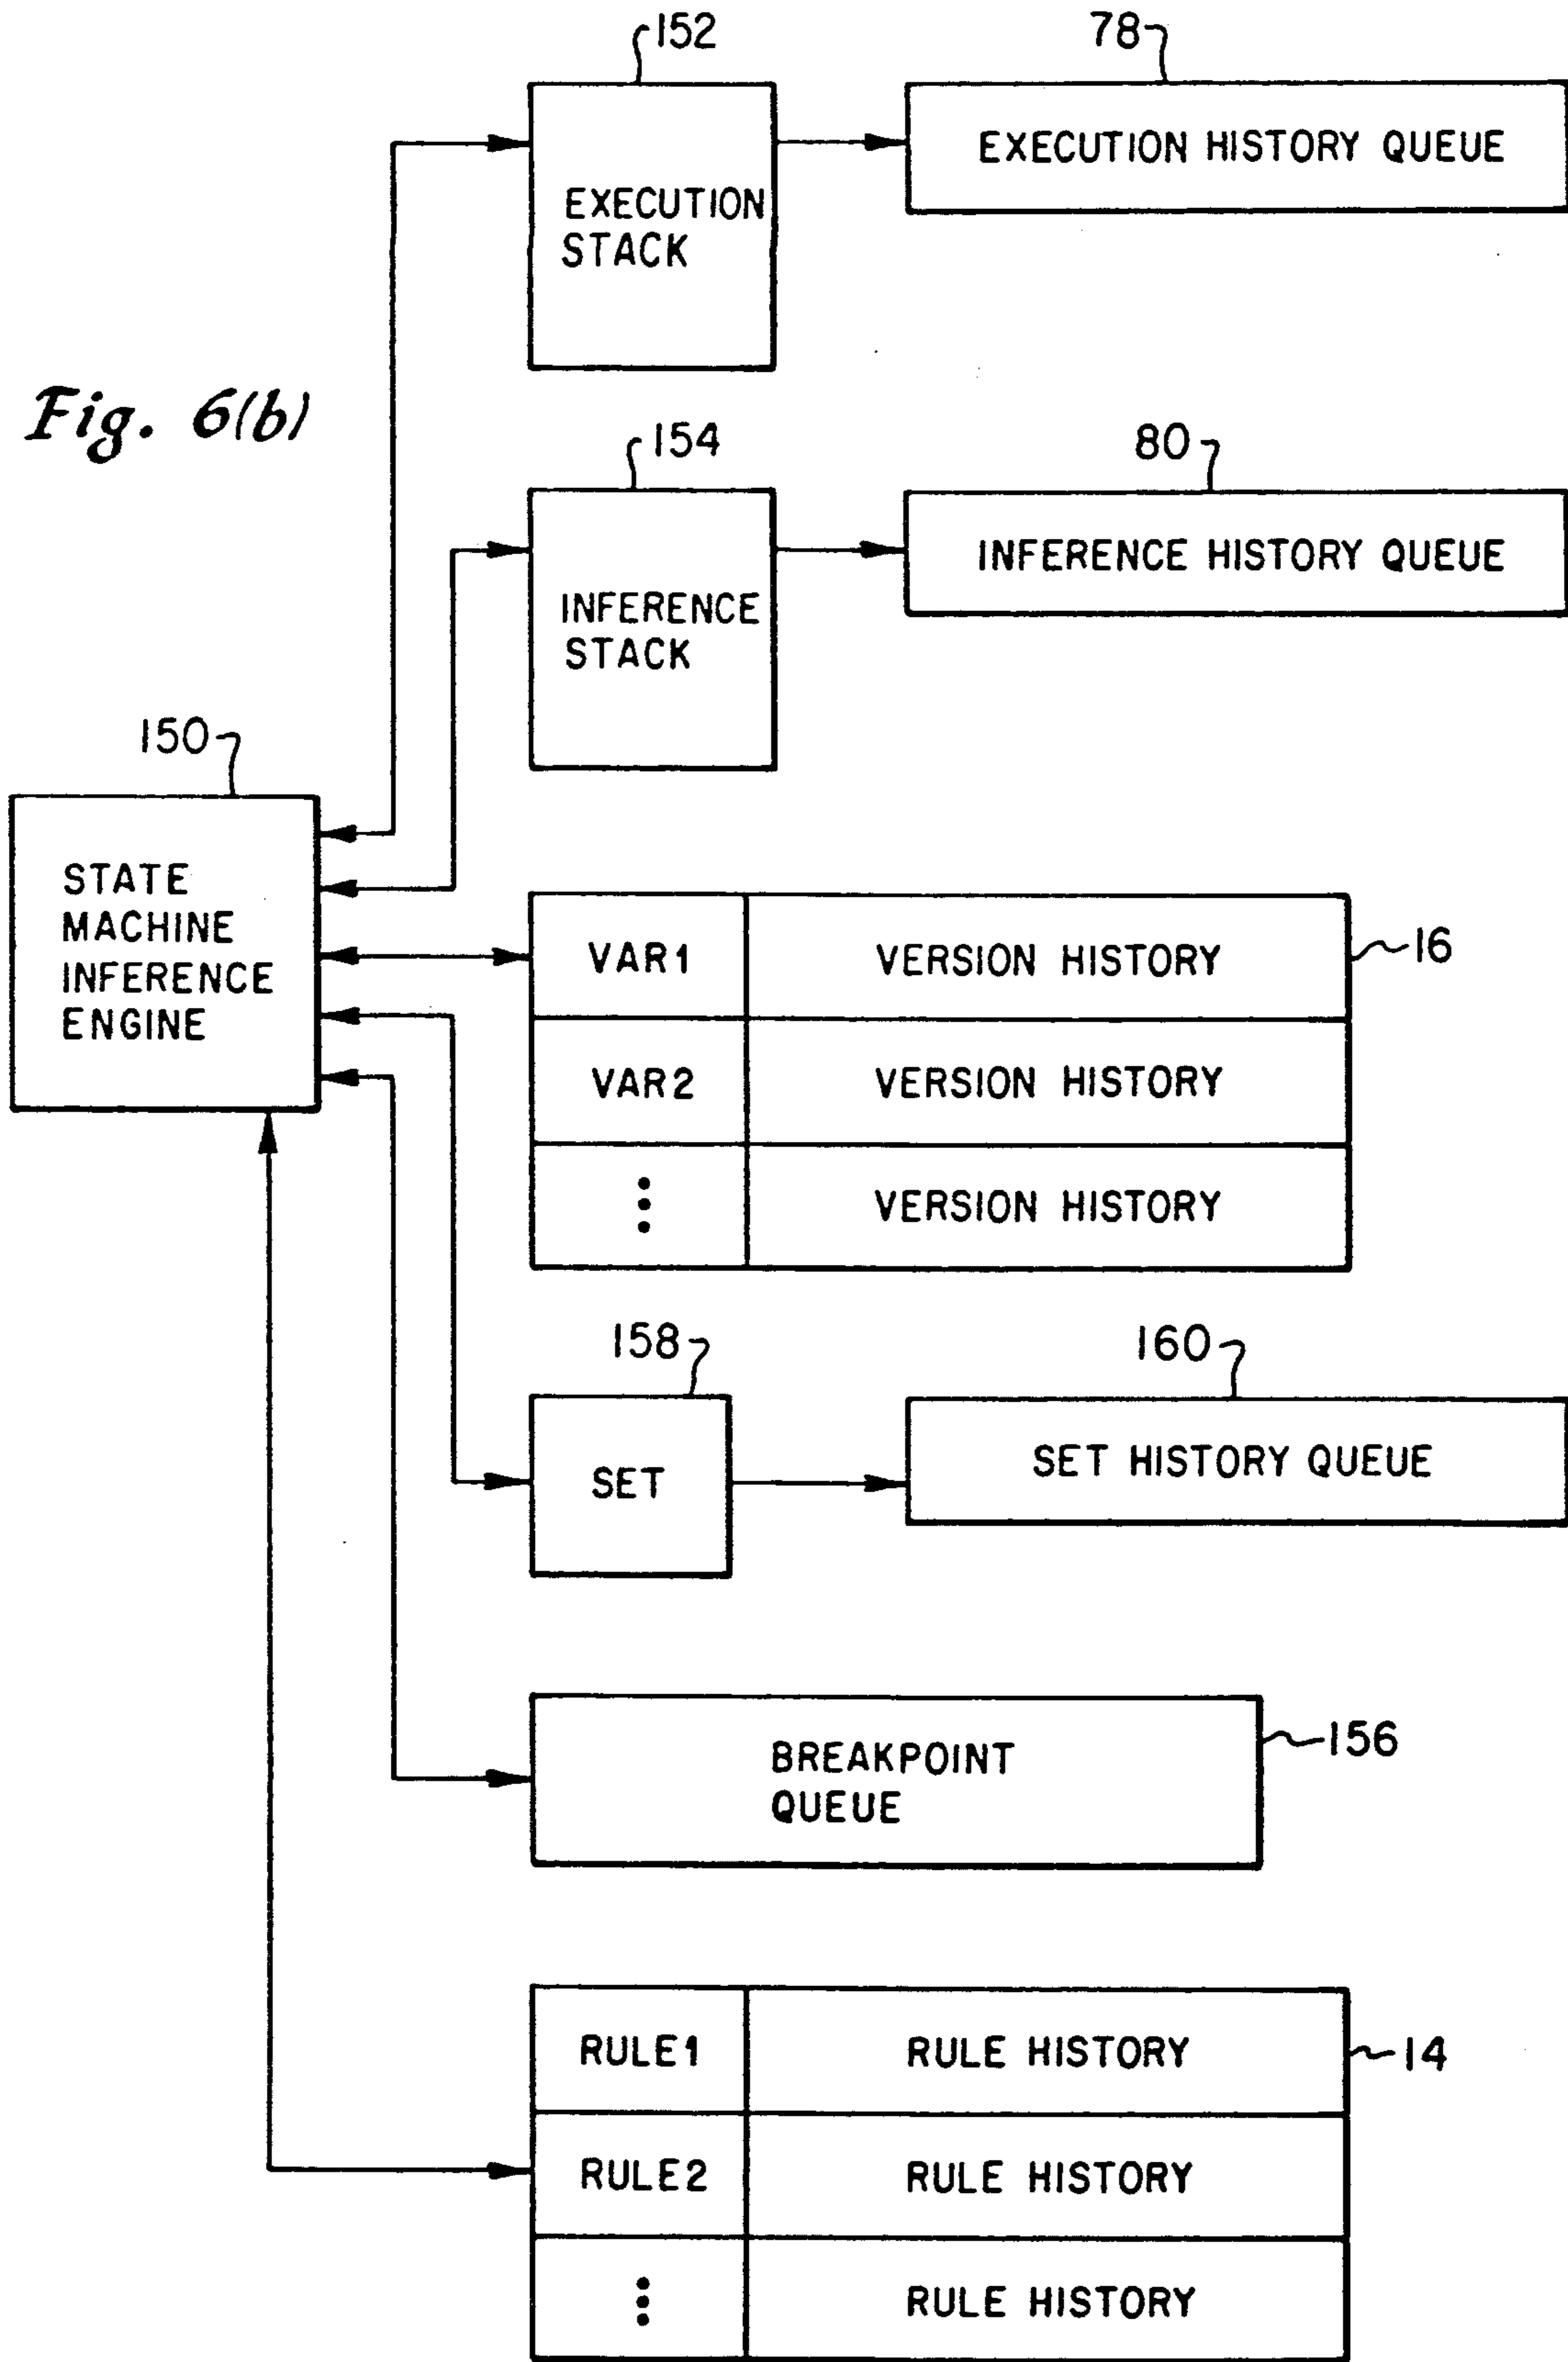 152
78
EXECUTION
STACK
EXECUTION HISTORY QUEUE
Fig. 6(b)
154
80
INFERENCE
STACK
INFERENCE HISTORY QUEUE
150
STATE
MACHINE
INFERENCE
ENGINE
VAR1 VERSION HISTORY
16
VAR2 VERSION HISTORY
⋮ VERSION HISTORY
158
160
SET
SET HISTORY QUEUE
BREAKPOINT
QUEUE
156
RULE1 RULE HISTORY
14
RULE2 RULE HISTORY
⋮ RULE HISTORY